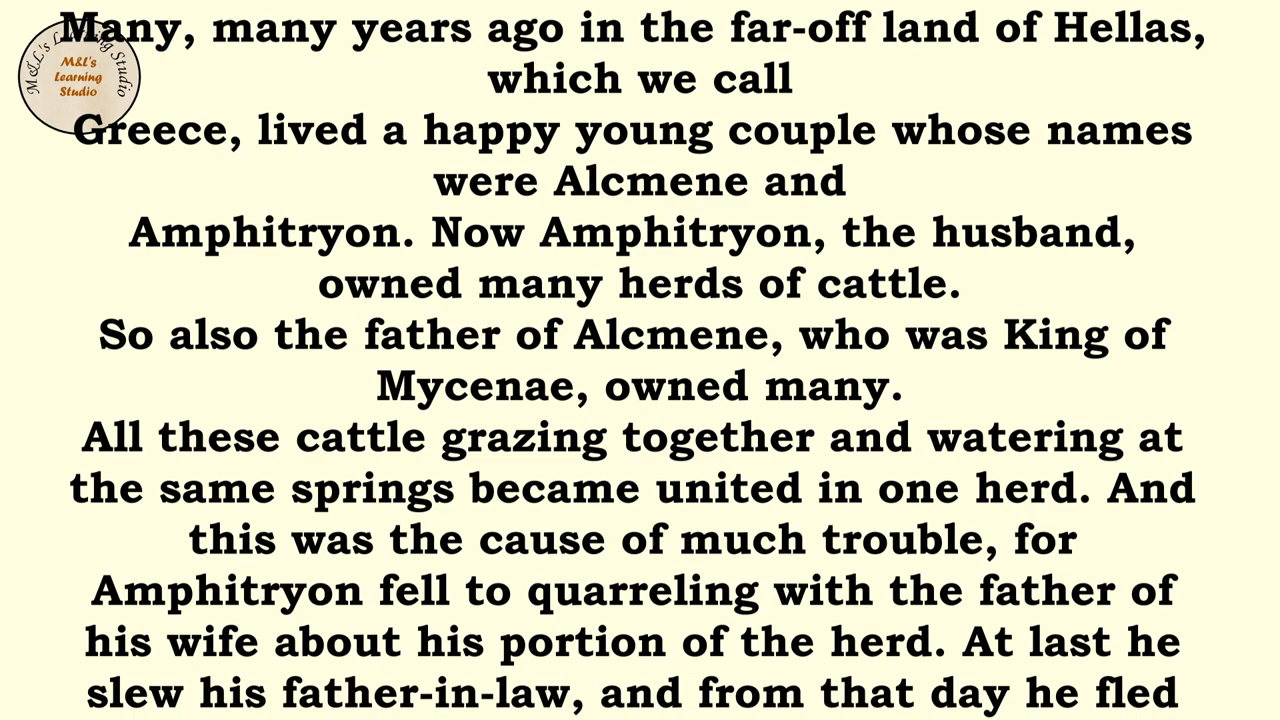 Many, many years ago in the far-off land of Hellas,
which we call
Greece, lived a happy young couple whose names
were Alcmene and
Amphitryon. Now Amphitryon, the husband,
owned many herds of cattle.
So also the father of Alcmene, who was King of
Mycenae, owned many.
All these cattle grazing together and watering at
the same springs became united in one herd. And
this was the cause of much trouble, for
Amphitryon fell to quarreling with the father of
his wife about his portion of the herd. At last he
slew his father-in-law, and from that day he fled
M&L's Learning Studio
M&L's
Learning
Studio